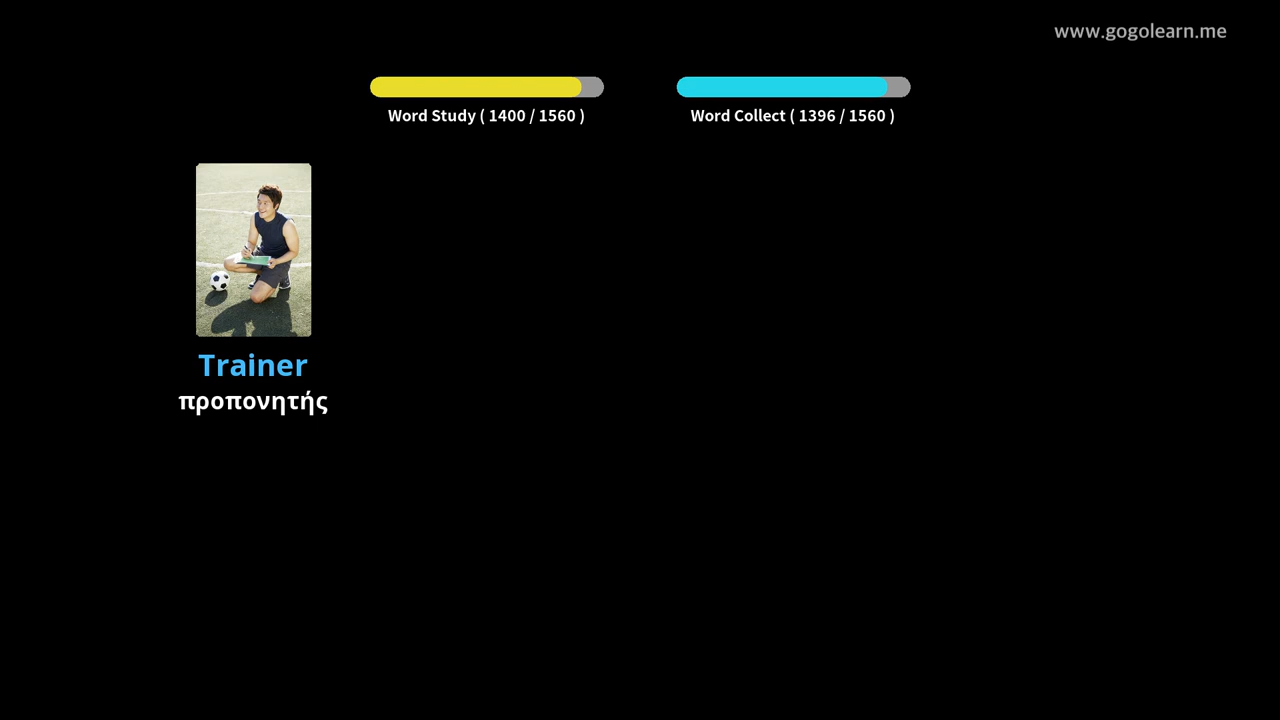 www.gogolearn.me
Word Study ( 1400 / 1560 )
Word Collect ( 1396 / 1560 )
Trainer
προπονητής